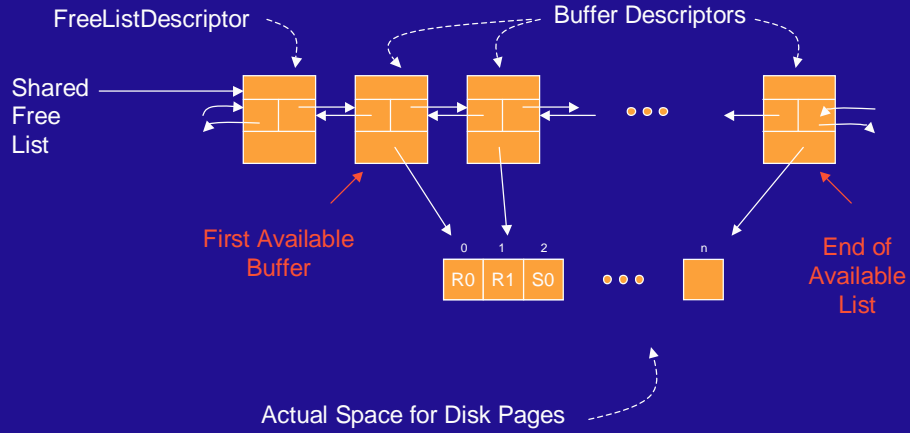 FreeListDescriptor
Buffer Descriptors
Shared
Free
List
First Available
Buffer
End of
Available
List
0 1 2 n
R0 R1 S0
Actual Space for Disk Pages